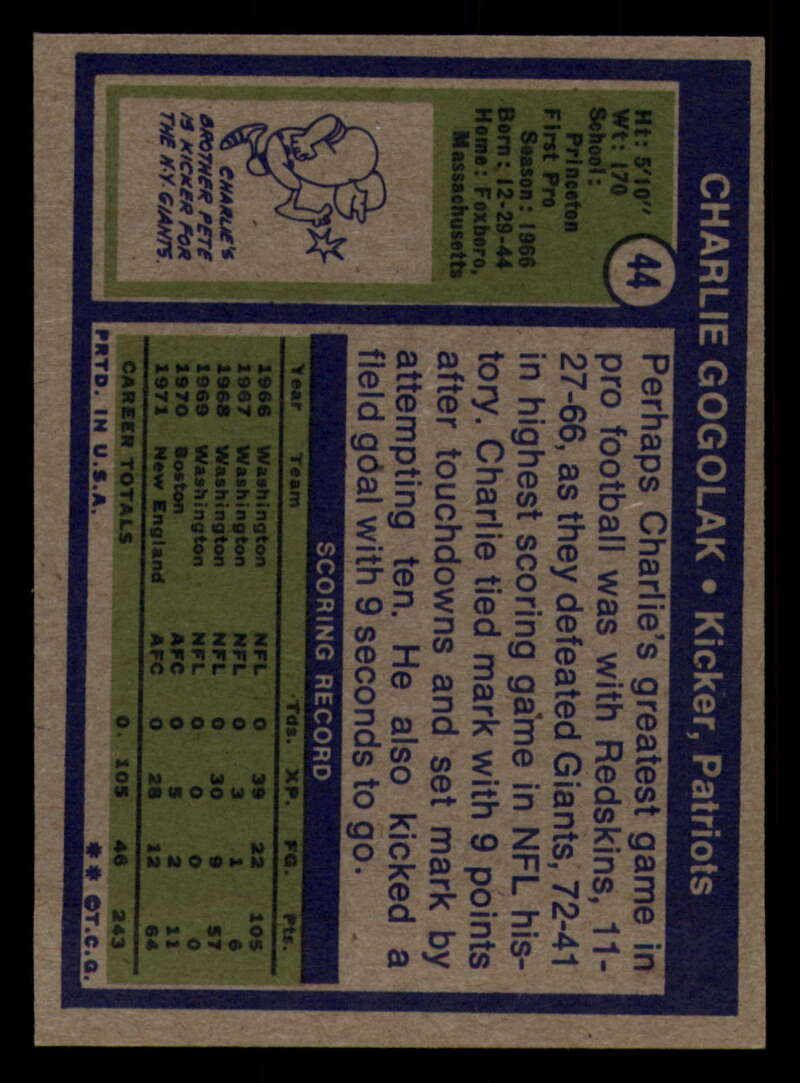 CHARLIE GOGOLAK • Kicker, Patriots
44
Ht: 5'10"
Wt: 170
School:
Princeton
First Pro
Season: 1966
Born: 12-29-44
Home: Foxboro,
Massachusetts
CHARLIE'S
BROTHER PETE
IS KICKER FOR
THE N.Y. GIANTS.
Perhaps Charlie's greatest game in
pro football was with Redskins, 11-
27-66, as they defeated Giants, 72-41
in highest scoring game in NFL his-
tory. Charlie tied mark with 9 points
after touchdowns and set mark by
attempting ten. He also kicked a
field goal with 9 seconds to go.
SCORING RECORD
Year Team Tds. XP. FG. Pts.
1966 Washington NFL 0 39 22 105
1967 Washington NFL 0 3 1 6
1968 Washington NFL 0 30 9 57
1969 Washington NFL 0 0 0 0
1970 Boston AFC 0 5 2 11
1971 New England AFC 0 28 12 64
CAREER TOTALS 0 105 46 243
PRTD. IN U.S.A. ** ©T.C.G.